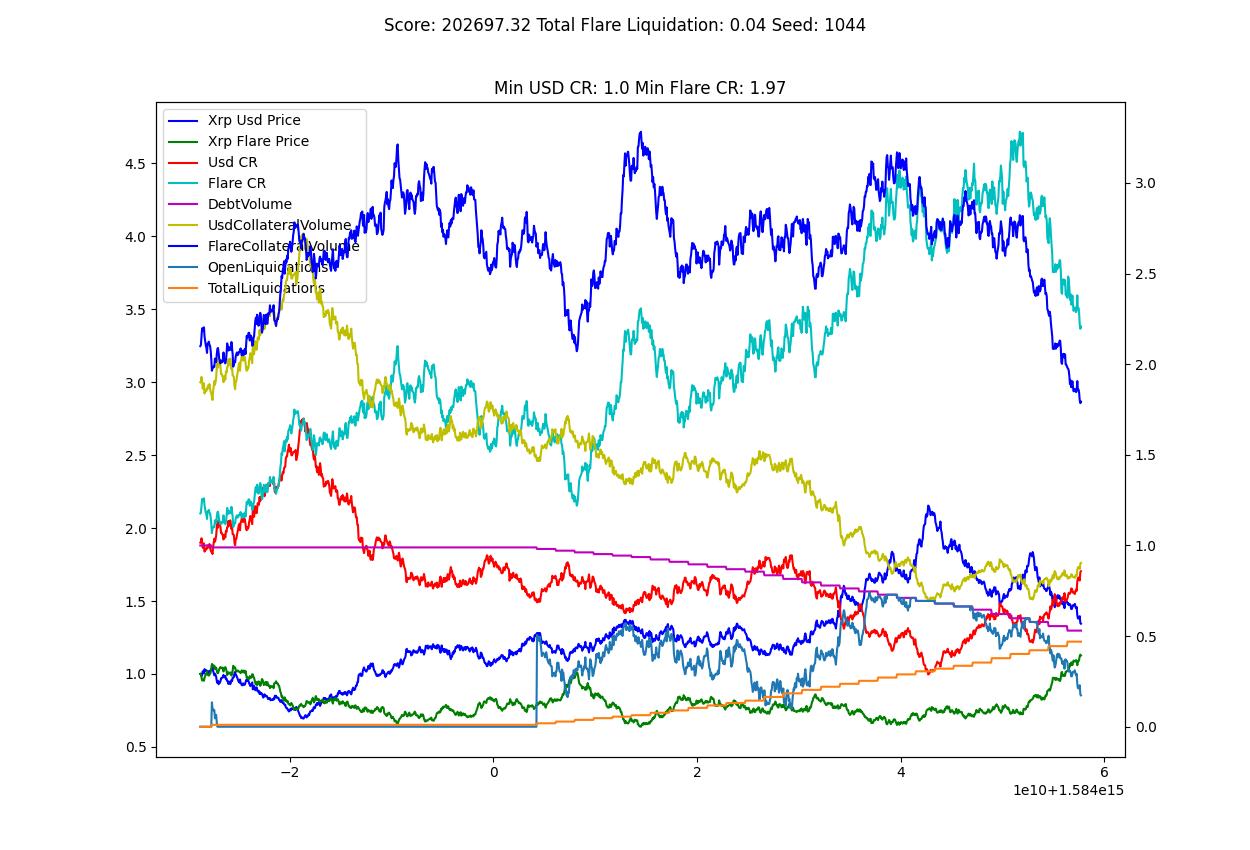 Score: 202697.32 Total Flare Liquidation: 0.04 Seed: 1044
Min USD CR: 1.0 Min Flare CR: 1.97
Xrp Usd Price
Xrp Flare Price
Usd CR
Flare CR
DebtVolume
UsdCollateralVolume
FlareCollateralVolume
OpenLiquidations
TotalLiquidations
4.5
4.0
3.5
3.0
2.5
2.0
1.5
1.0
0.5
3.0
2.5
2.0
1.5
1.0
0.5
0.0
−2 0 2 4 6
1e10+1.584e15